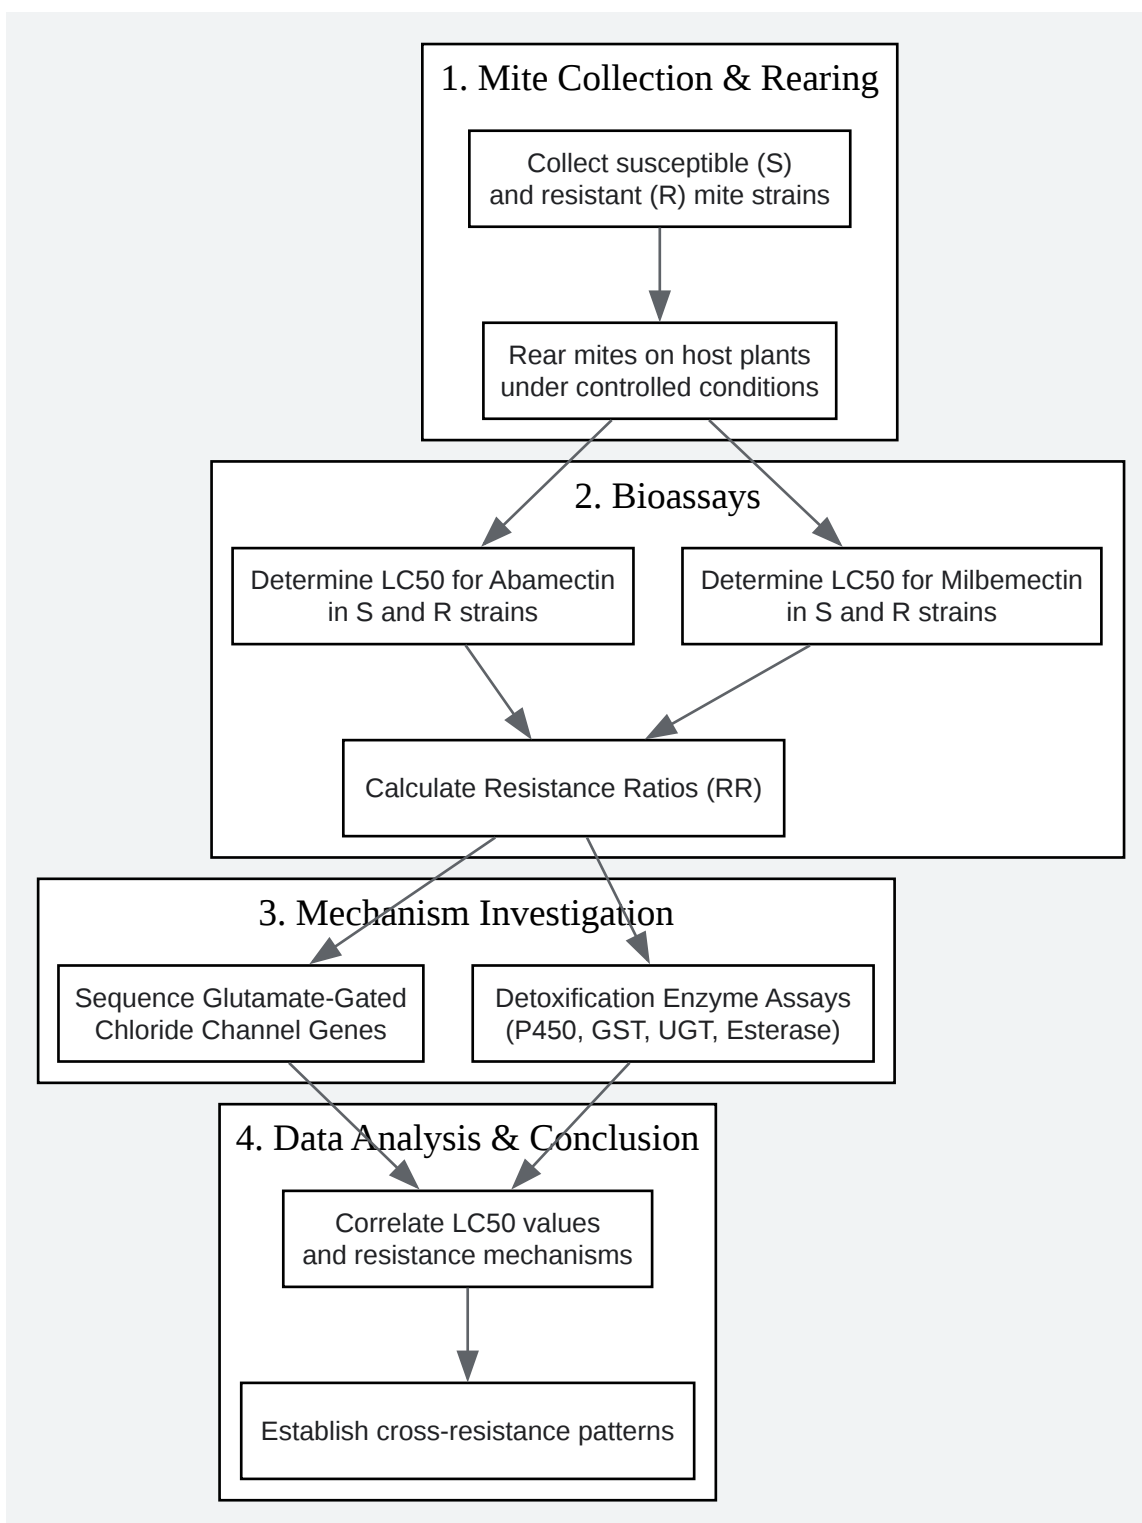 1. Mite Collection & Rearing
Collect susceptible (S)
and resistant (R) mite strains
Rear mites on host plants
under controlled conditions
2. Bioassays
Determine LC50 for Abamectin
in S and R strains
Determine LC50 for Milbemectin
in S and R strains
Calculate Resistance Ratios (RR)
3. Mechanism Investigation
Sequence Glutamate-Gated
Chloride Channel Genes
Detoxification Enzyme Assays
(P450, GST, UGT, Esterase)
4. Data Analysis & Conclusion
Correlate LC50 values
and resistance mechanisms
Establish cross-resistance patterns